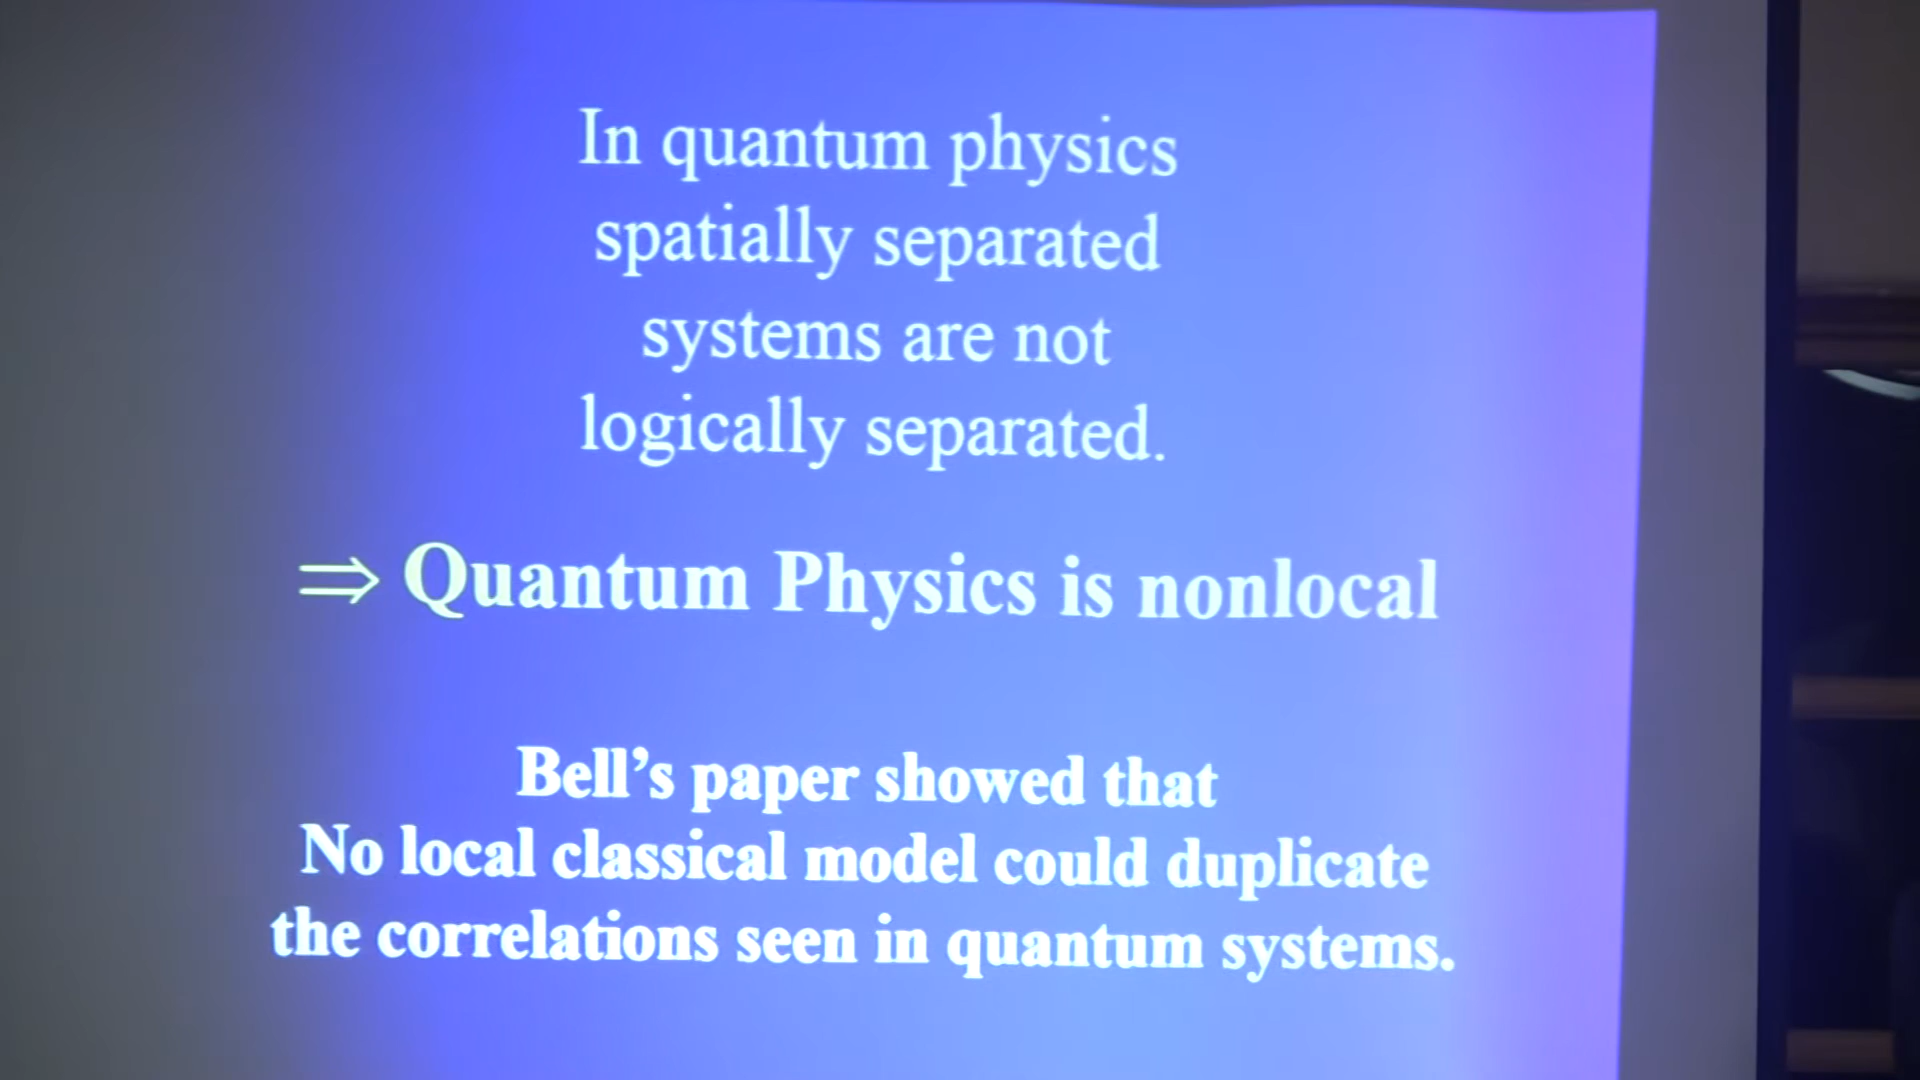 In quantum physics
spatially separated
systems are not
logically separated.
⇒ Quantum Physics is nonlocal
Bell’s paper showed that
No local classical model could duplicate
the correlations seen in quantum systems.